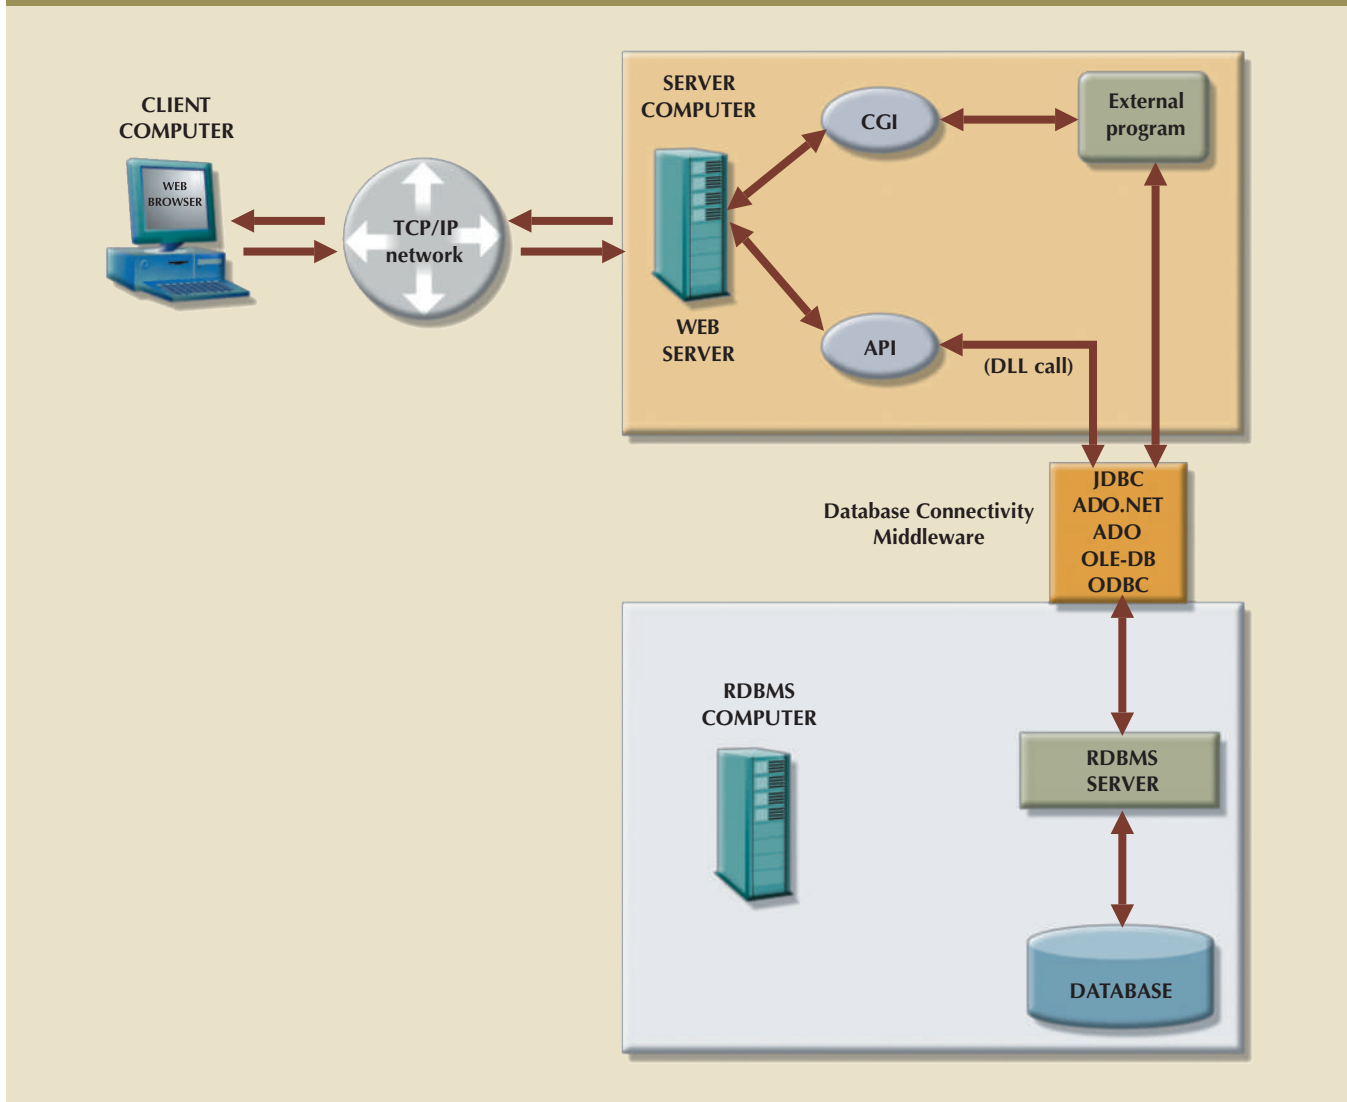 CLIENT
COMPUTER
WEB
BROWSER
TCP/IP
network
SERVER
COMPUTER
WEB
SERVER
CGI
API
External
program
(DLL call)
Database Connectivity
Middleware
JDBC
ADO.NET
ADO
OLE-DB
ODBC
RDBMS
COMPUTER
RDBMS
SERVER
DATABASE